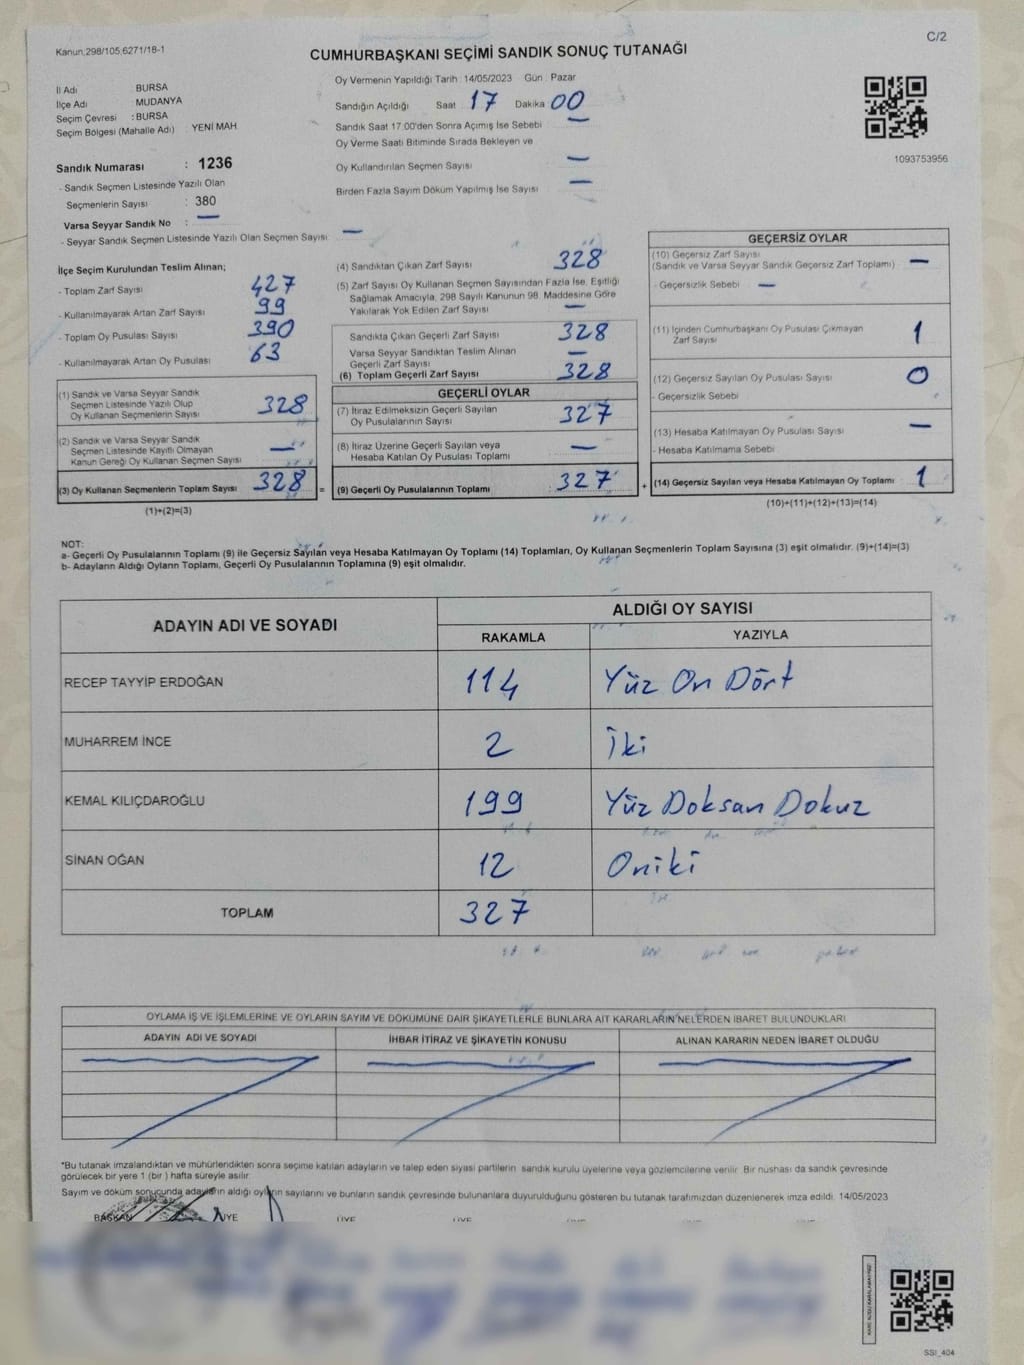 Kanun,298/105,6271/18-1
C/2
CUMHURBAŞKANI SEÇİMİ SANDIK SONUÇ TUTANAĞI
İl Adı BURSA
İlçe Adı MUDANYA
Seçim Çevresi : BURSA
Seçim Bölgesi (Mahalle Adı) : YENİ MAH
Oy Vermenin Yapıldığı Tarih :14/05/2023 Gün : Pazar
Sandığın Açıldığı Saat 17 Dakika 00
Sandık Saat 17:00'den Sonra Açımış İse Sebebi —
Oy Verme Saati Bitiminde Sırada Bekleyen ve
Oy Kullandırılan Seçmen Sayısı —
Birden Fazla Sayım Döküm Yapılmış İse Sayısı —
1093753956
Sandık Numarası : 1236
- Sandık Seçmen Listesinde Yazılı Olan
Seçmenlerin Sayısı : 380
Varsa Seyyar Sandık No : —
- Seyyar Sandık Seçmen Listesinde Yazılı Olan Seçmen Sayısı: —
İlçe Seçim Kurulundan Teslim Alınan;
- Toplam Zarf Sayısı 427
- Kullanılmayarak Artan Zarf Sayısı 99
- Toplam Oy Pusulası Sayısı 390
- Kullanılmayarak Artan Oy Pusulası 63
(1) Sandık ve Varsa Seyyar Sandık
Seçmen Listesinde Yazılı Olup
Oy Kullanan Seçmenlerin Sayısı 328
(2) Sandık ve Varsa Seyyar Sandık
Seçmen Listesinde Kayıtlı Olmayan
Kanun Gereği Oy Kullanan Seçmen Sayısı —
(3) Oy Kullanan Seçmenlerin Toplam Sayısı 328 =
(1)+(2)=(3)
(4) Sandıktan Çıkan Zarf Sayısı 328
(5) Zarf Sayısı Oy Kullanan Seçmen Sayısından Fazla İse, Eşitliği
Sağlamak Amacıyla, 298 Sayılı Kanunun 98. Maddesine Göre
Yakılarak Yok Edilen Zarf Sayısı —
Sandıkta Çıkan Geçerli Zarf Sayısı 328
Varsa Seyyar Sandıktan Teslim Alınan
Geçerli Zarf Sayısı —
(6) Toplam Geçerli Zarf Sayısı 328
GEÇERLİ OYLAR
(7) İtiraz Edilmeksizin Geçerli Sayılan
Oy Pusulalarının Sayısı 327
(8) İtiraz Üzerine Geçerli Sayılan veya
Hesaba Katılan Oy Pusulası Toplamı —
(9) Geçerli Oy Pusulalarının Toplamı : 327 +
GEÇERSİZ OYLAR
(10) Geçersiz Zarf Sayısı
(Sandık ve Varsa Seyyar Sandık Geçersiz Zarf Toplamı) —
- Geçersizlik Sebebi —
(11) İçinden Cumhurbaşkanı Oy Pusulası Çıkmayan
Zarf Sayısı 1
(12) Geçersiz Sayılan Oy Pusulası Sayısı 0
- Geçersizlik Sebebi
(13) Hesaba Katılmayan Oy Pusulası Sayısı —
- Hesaba Katılmama Sebebi
(14) Geçersiz Sayılan veya Hesaba Katılmayan Oy Toplamı 1
(10)+(11)+(12)+(13)=(14)
NOT:
a- Geçerli Oy Pusulalarının Toplamı (9) ile Geçersiz Sayılan veya Hesaba Katılmayan Oy Toplamı (14) Toplamları, Oy Kullanan Seçmenlerin Toplam Sayısına (3) eşit olmalıdır. (9)+(14)=(3)
b- Adayların Aldığı Oyların Toplamı, Geçerli Oy Pusulalarının Toplamına (9) eşit olmalıdır.
ADAYIN ADI VE SOYADI ALDIĞI OY SAYISI
RAKAMLA YAZIYLA
RECEP TAYYİP ERDOĞAN 114 Yüz On Dört
MUHARREM İNCE 2 İki
KEMAL KILIÇDAROĞLU 199 Yüz Doksan Dokuz
SİNAN OĞAN 12 Oniki
TOPLAM 327
OYLAMA İŞ VE İŞLEMLERİNE VE OYLARIN SAYIM VE DÖKÜMÜNE DAİR ŞİKAYETLERLE BUNLARA AİT KARARLARIN NELERDEN İBARET BULUNDUKLARI
ADAYIN ADI VE SOYADI İHBAR İTİRAZ VE ŞİKAYETİN KONUSU ALINAN KARARIN NEDEN İBARET OLDUĞU
*Bu tutanak imzalandıktan ve mühürlendikten sonra seçime katılan adayların ve talep eden siyasi partilerin sandık kurulu üyelerine veya gözlemcilerine verilir. Bir nüshası da sandık çevresinde
görülecek bir yere 1 (bir) hafta süreyle asılır.
Sayım ve döküm sonucunda adayların aldığı oyların sayılarını ve bunların sandık çevresinde bulunanlara duyurulduğunu gösteren bu tutanak tarafımızdan düzenlenerek imza edildi. 14/05/2023
BAŞKAN ÜYE ÜYE ÜYE ÜYE
SSI_404